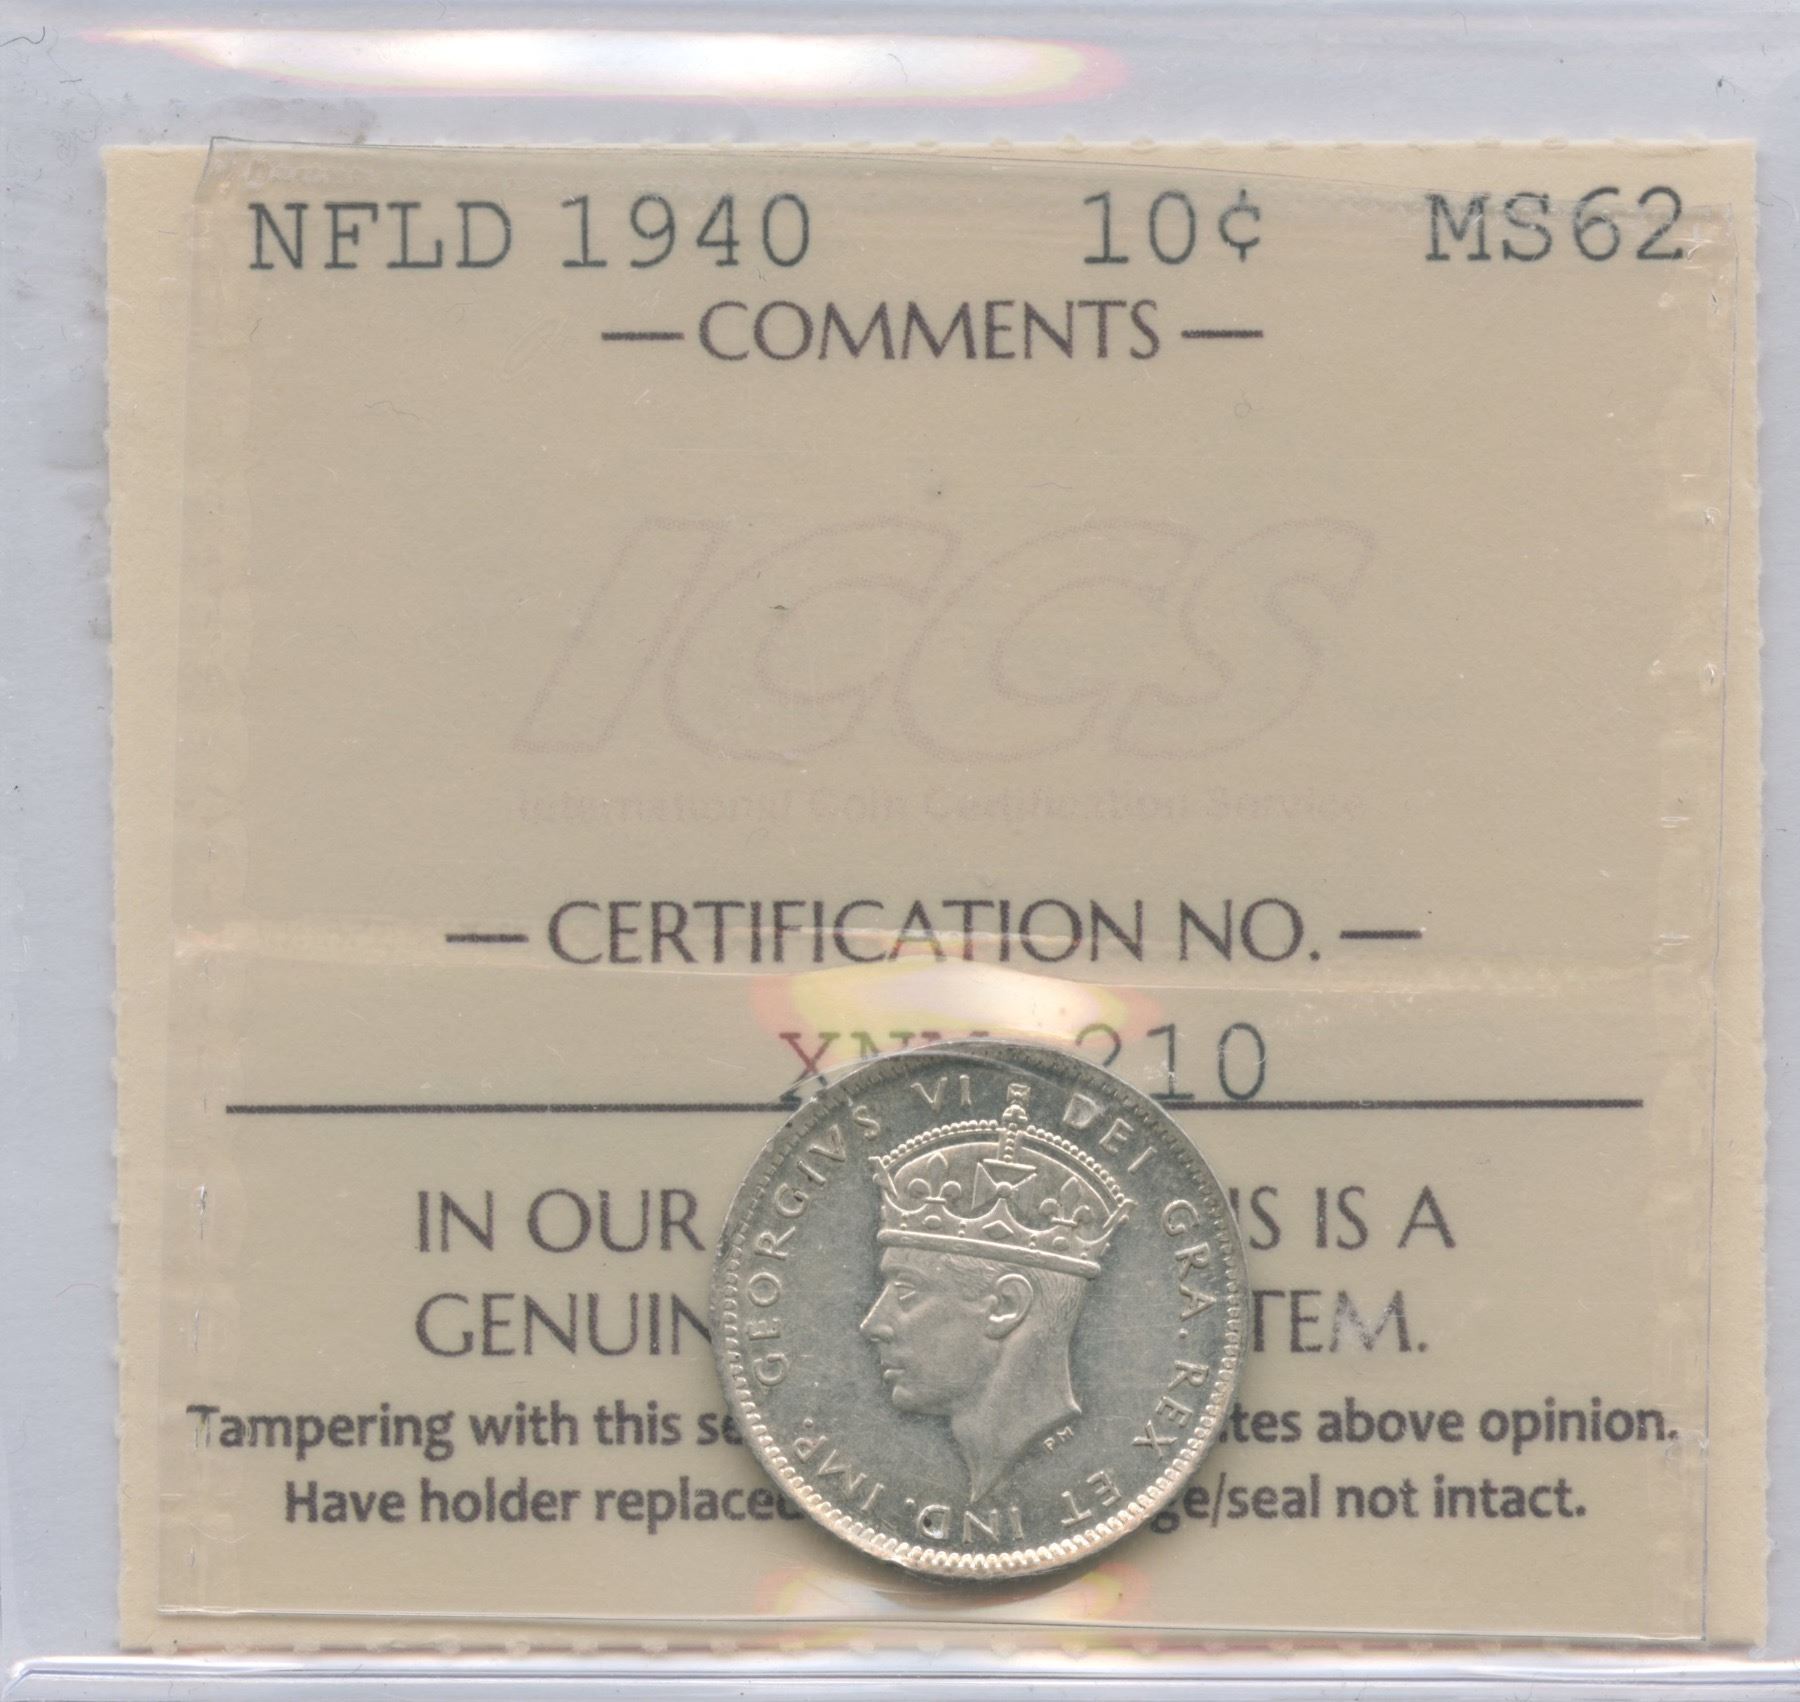 NFLD 1940 10¢ MS62
— COMMENTS —
ICCS
International Coin Certification Service
— CERTIFICATION NO. —
210
IN OUR IS IS A
GENUIN TEM.
Tampering with this se tes above opinion.
Have holder replaced ge/seal not intact.
GEORGIVS VI DEI GRA. REX ET IND. IMP.
PM